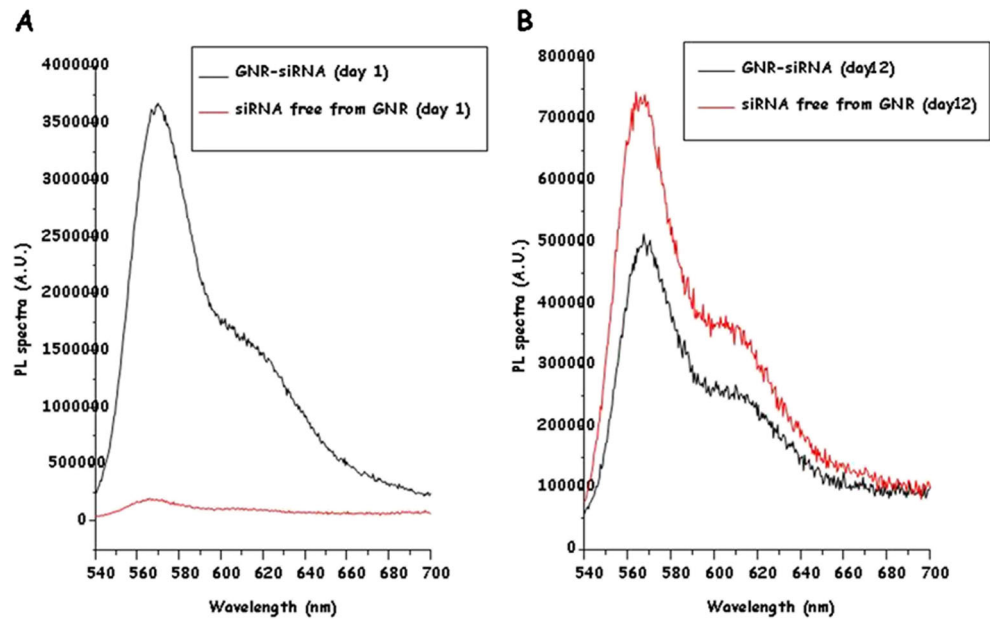 A
GNR-siRNA (day 1)
siRNA free from GNR (day 1)
4000000
3500000
3000000
2500000
2000000
1500000
1000000
500000
0
PL spectra (A.U.)
540 560 580 600 620 640 660 680 700
Wavelength (nm)
B
GNR-siRNA (day12)
siRNA free from GNR (day12)
800000
700000
600000
500000
400000
300000
200000
100000
0
PL spectra (A.U.)
540 560 580 600 620 640 660 680 700
Wavelength (nm)